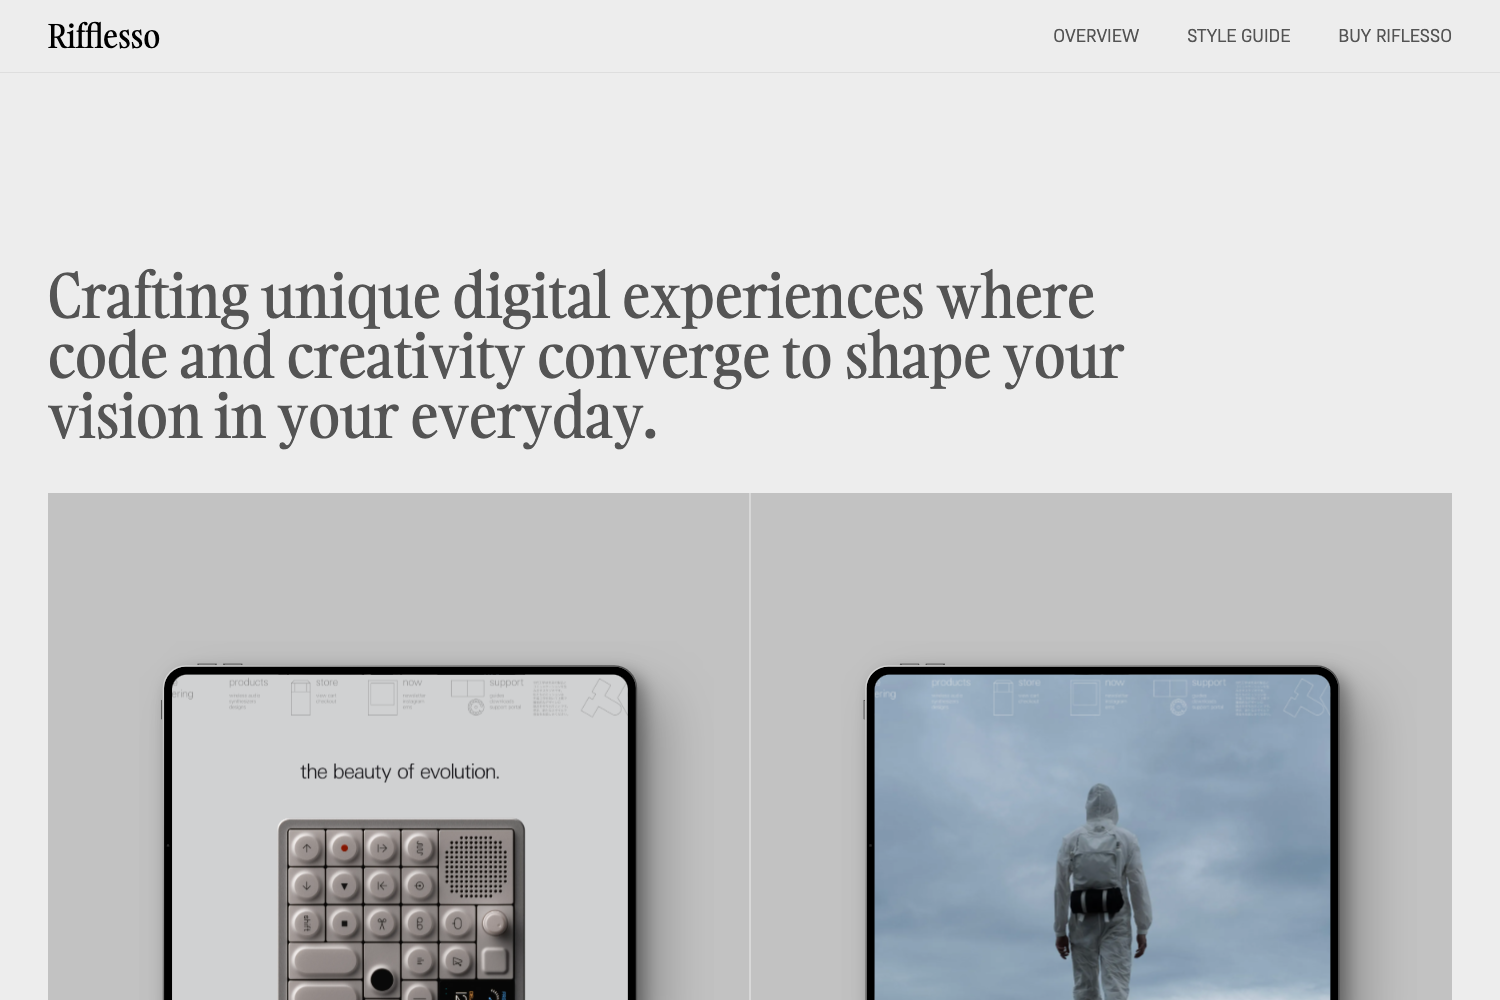 Rifflesso
OVERVIEW
STYLE GUIDE
BUY RIFLESSO
Crafting unique digital experiences where
code and creativity converge to shape your
vision in your everyday.
ering
products
store
now
support
the beauty of evolution.
shift
ering
products
store
now
support